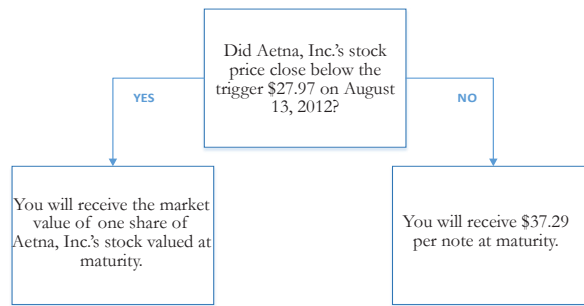 Did Aetna, Inc.'s stock
price close below the
trigger $27.97 on August
13, 2012?
YES
NO
You will receive the market
value of one share of
Aetna, Inc.'s stock valued at
maturity.
You will receive $37.29
per note at maturity.